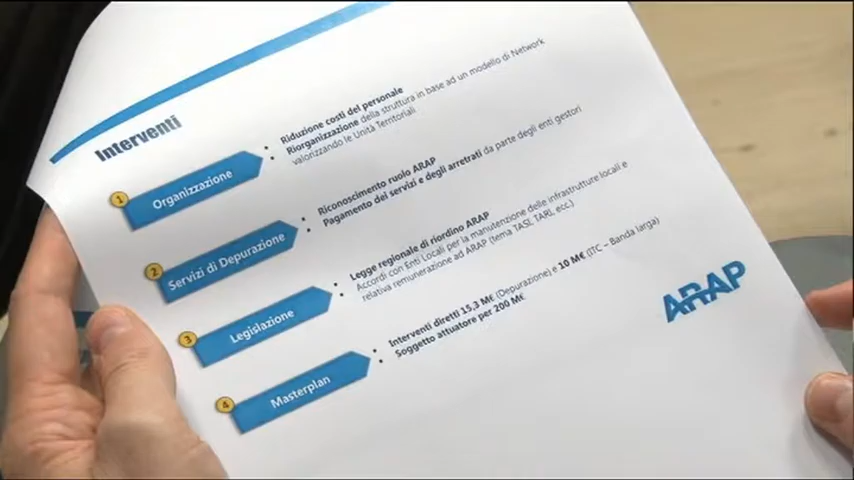 Interventi
1 Organizzazione
• Riduzione costi del personale
• Riorganizzazione della struttura in base ad un modello di Network
valorizzando le Unità Territoriali
2 Servizi di Depurazione
• Riconoscimento ruolo ARAP
• Pagamento dei servizi e degli arretrati da parte degli enti gestori
3 Legislazione
• Legge regionale di riordino ARAP
• Accordi con Enti Locali per la manutenzione delle infrastrutture locali e
relativa remunerazione ad ARAP (tema TASI, TARI, ecc.)
4 Masterplan
• Interventi diretti 15,3 M€ (Depurazione) e 10 M€ (ITC – Banda larga)
• Soggetto attuatore per 200 M€
ARAP